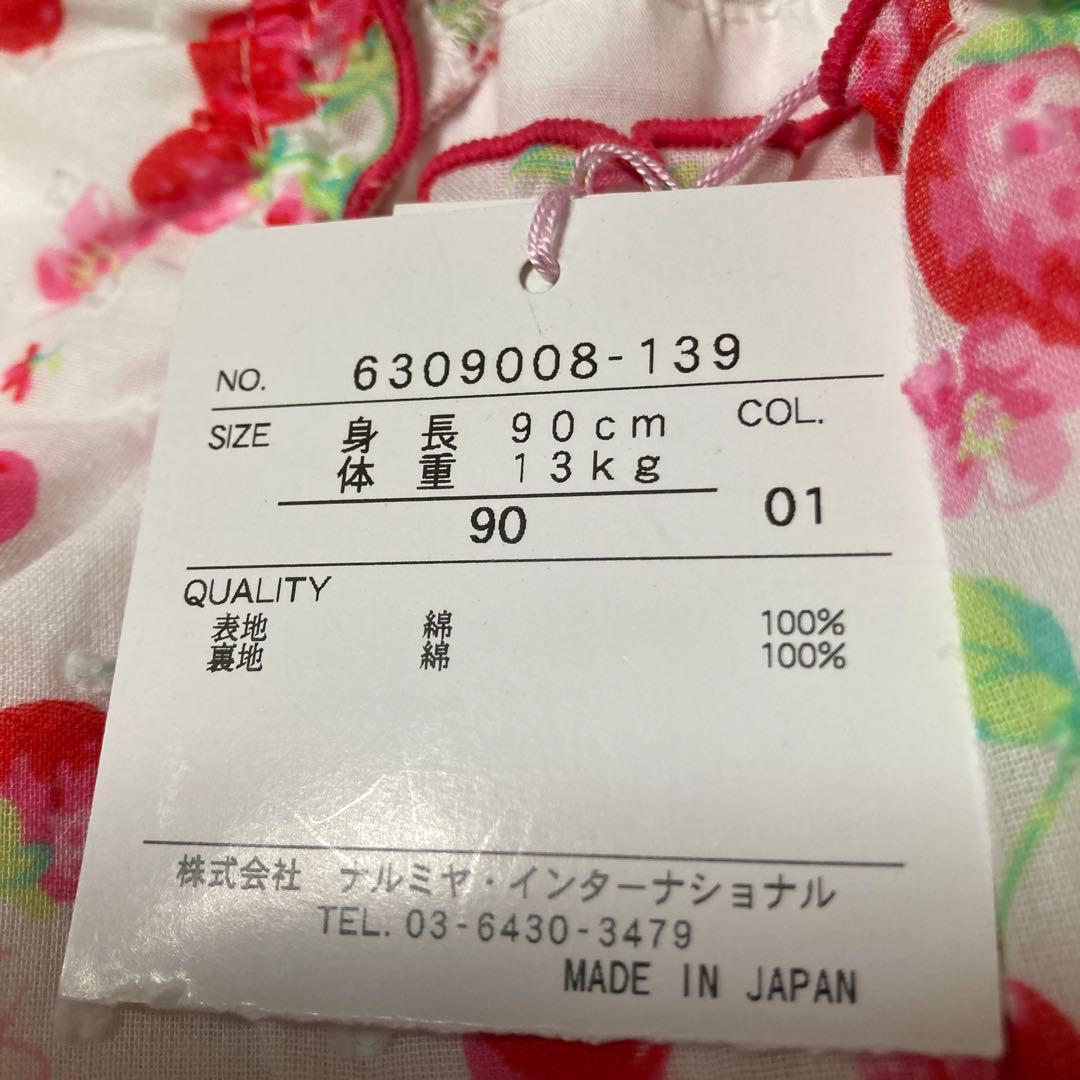 NO. 6309008-139
SIZE 身長 90cm COL.
体重 13kg
90 01
QUALITY
表地 綿 100%
裏地 綿 100%
株式会社 ナルミヤ・インターナショナル
TEL. 03-6430-3479
MADE IN JAPAN